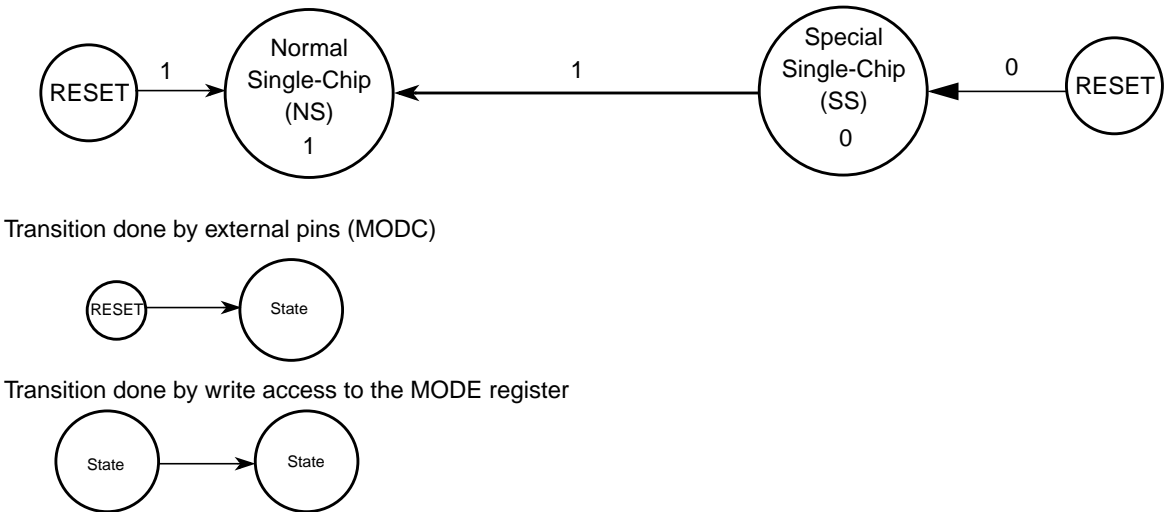 RESET
1
Normal
Single-Chip
(NS)
1
1
Special
Single-Chip
(SS)
0
0
RESET
Transition done by external pins (MODC)
RESET
State
Transition done by write access to the MODE register
State
State